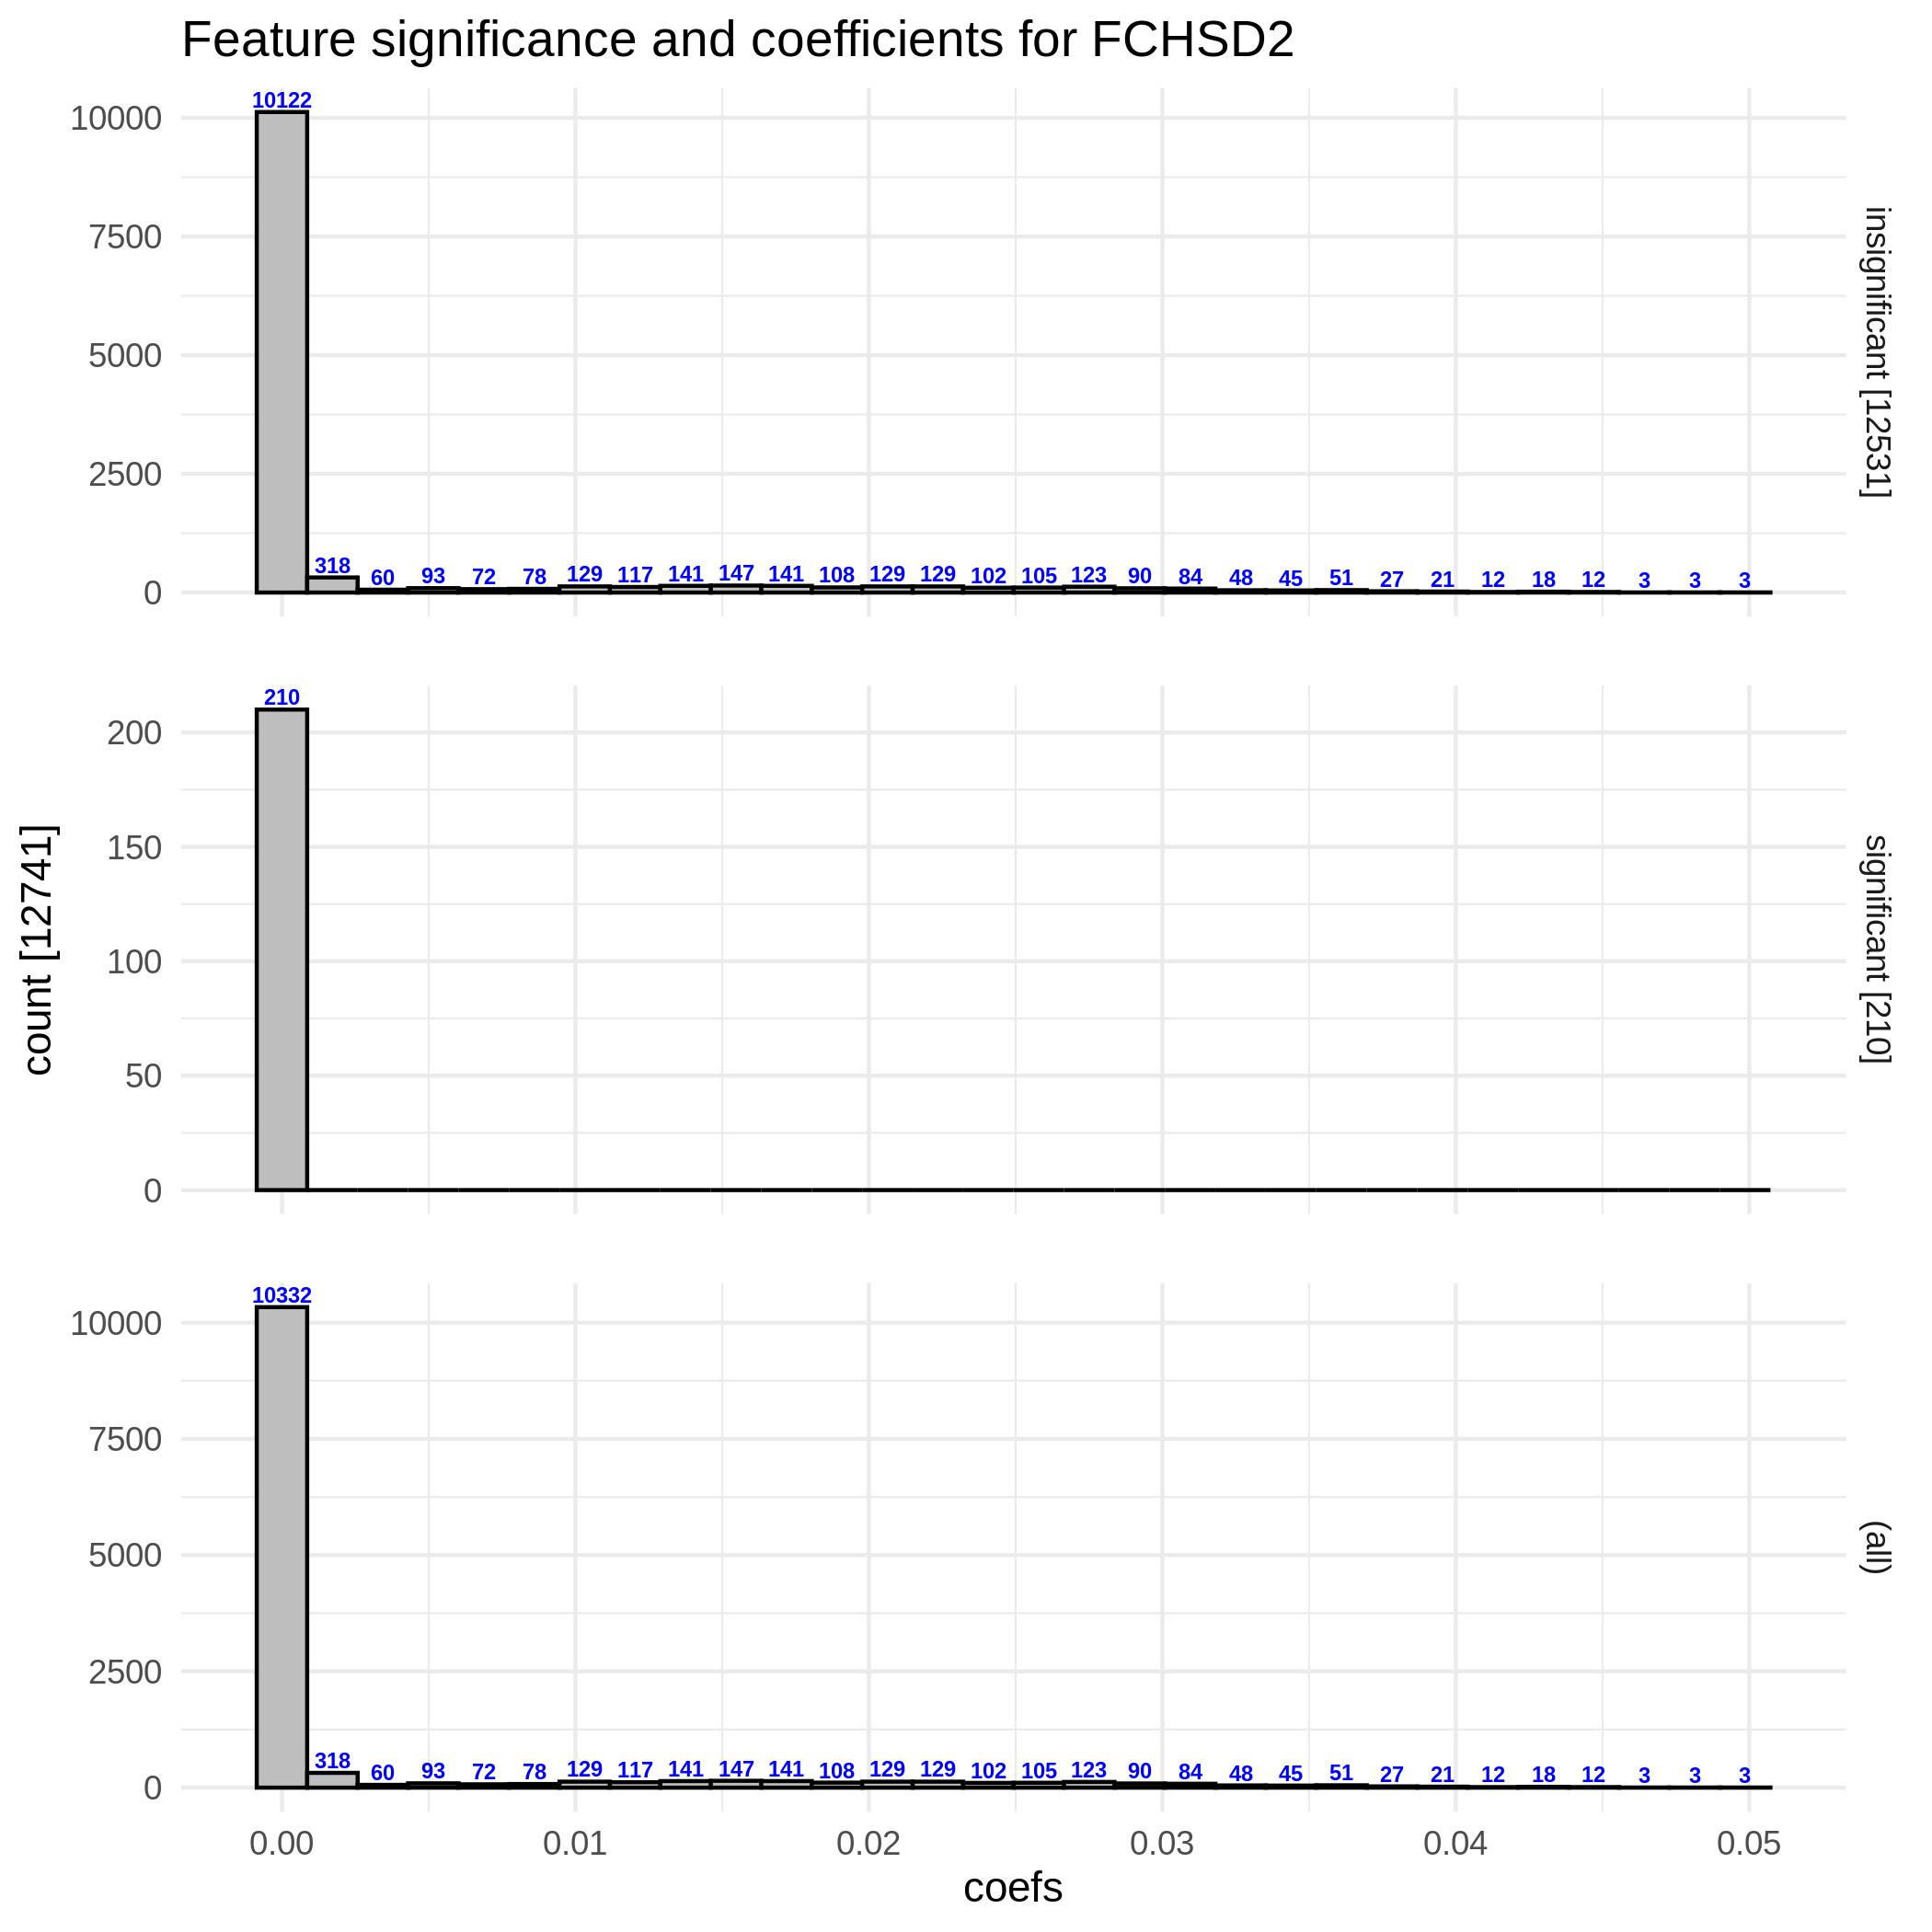 Feature significance and coefficients for FCHSD2
count [12741]
10000
7500
5000
2500
0
10122 318 60 93 72 78 129 117 141 147 141 108 129 129 102 105 123 90 84 48 45 51 27 21 12 18 12 3 3 3
insignificant [12531]
200
150
100
50
0
210
significant [210]
10000
7500
5000
2500
0
10332 318 60 93 72 78 129 117 141 147 141 108 129 129 102 105 123 90 84 48 45 51 27 21 12 18 12 3 3 3
(all)
0.00 0.01 0.02 0.03 0.04 0.05
coefs